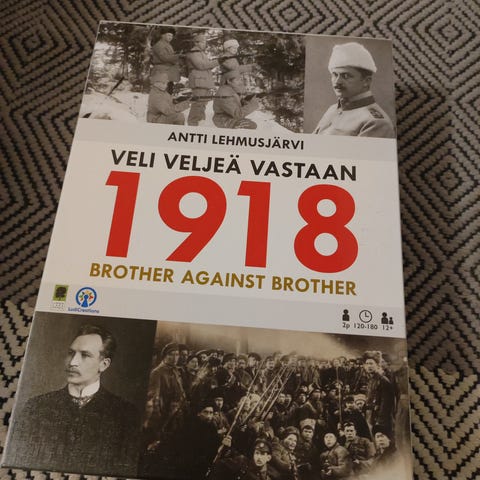 ANTTI LEHMUSJÄRVI
VELI VELJEÄ VASTAAN
1918
BROTHER AGAINST BROTHER
LudiCreations
2p 120-180 12+